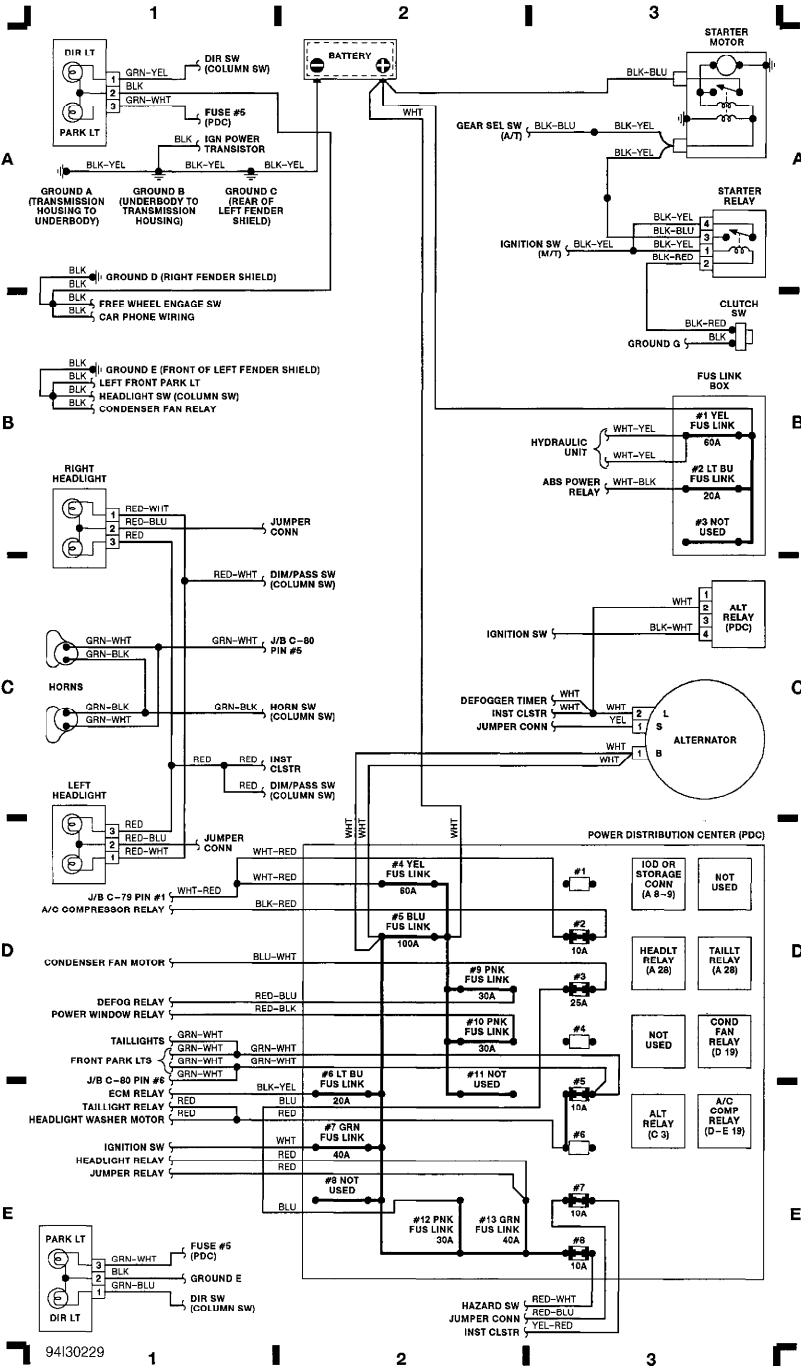 1
2
3
DIR LT
PARK LT
1
2
3
GRN-YEL
BLK
GRN-WHT
DIR SW
(COLUMN SW)
FUSE #5
(PDC)
BLK
IGN POWER
TRANSISTOR
BLK-YEL
BLK-YEL
BLK-YEL
GROUND A
(TRANSMISSION
HOUSING TO
UNDERBODY)
GROUND B
(UNDERBODY TO
TRANSMISSION
HOUSING)
GROUND C
(REAR OF
LEFT FENDER
SHIELD)
BATTERY
WHT
STARTER
MOTOR
BLK-BLU
GEAR SEL SW
(A/T)
BLK-BLU
BLK-YEL
BLK-YEL
A
A
STARTER
RELAY
BLK-YEL
BLK-BLU
BLK-YEL
BLK-RED
4
3
1
2
IGNITION SW
(M/T)
BLK-YEL
BLK
GROUND D (RIGHT FENDER SHIELD)
BLK
BLK
FREE WHEEL ENGAGE SW
BLK
CAR PHONE WIRING
CLUTCH
SW
BLK-RED
BLK
GROUND G
BLK
GROUND E (FRONT OF LEFT FENDER SHIELD)
BLK
LEFT FRONT PARK LT
BLK
HEADLIGHT SW (COLUMN SW)
BLK
CONDENSER FAN RELAY
FUS LINK
BOX
#1 YEL
FUS LINK
60A
#2 LT BU
FUS LINK
20A
#3 NOT
USED
HYDRAULIC
UNIT
WHT-YEL
WHT-YEL
ABS POWER
RELAY
WHT-BLK
B
B
RIGHT
HEADLIGHT
1
2
3
RED-WHT
RED-BLU
RED
JUMPER
CONN
RED-WHT
DIM/PASS SW
(COLUMN SW)
GRN-WHT
GRN-BLK
GRN-WHT
J/B C-80
PIN #5
HORNS
GRN-BLK
GRN-WHT
GRN-BLK
HORN SW
(COLUMN SW)
C
C
RED
RED
INST
CLSTR
RED
DIM/PASS SW
(COLUMN SW)
WHT
BLK-WHT
1
2
3
4
ALT
RELAY
(PDC)
IGNITION SW
DEFOGGER TIMER
INST CLSTR
JUMPER CONN
WHT
WHT
WHT
YEL
2
1
1
L
S
B
ALTERNATOR
WHT
WHT
LEFT
HEADLIGHT
3
2
1
RED
RED-BLU
RED-WHT
JUMPER
CONN
WHT
WHT
WHT
POWER DISTRIBUTION CENTER (PDC)
WHT-RED
WHT-RED
J/B C-79 PIN #1
WHT-RED
A/C COMPRESSOR RELAY
BLK-RED
#4 YEL
FUS LINK
60A
#5 BLU
FUS LINK
100A
#1
#2
10A
IOD OR
STORAGE
CONN
(A 8-9)
NOT
USED
D
D
CONDENSER FAN MOTOR
BLU-WHT
#9 PNK
FUS LINK
30A
#3
25A
HEADLT
RELAY
(A 28)
TAILLT
RELAY
(A 28)
DEFOG RELAY
RED-BLU
POWER WINDOW RELAY
RED-BLK
#10 PNK
FUS LINK
30A
#4
NOT
USED
COND
FAN
RELAY
(D 19)
TAILLIGHTS
FRONT PARK LTS
J/B C-80 PIN #6
GRN-WHT
GRN-WHT
GRN-WHT
GRN-WHT
GRN-WHT
GRN-WHT
#6 LT BU
FUS LINK
20A
#11 NOT
USED
#5
10A
ECM RELAY
BLK-YEL
TAILLIGHT RELAY
RED
BLU
HEADLIGHT WASHER MOTOR
RED
RED
#7 GRN
FUS LINK
40A
#6
ALT
RELAY
(C 3)
A/C
COMP
RELAY
(D-E 19)
IGNITION SW
WHT
HEADLIGHT RELAY
RED
JUMPER RELAY
RED
#8 NOT
USED
BLU
#12 PNK
FUS LINK
30A
#13 GRN
FUS LINK
40A
#7
10A
#8
10A
E
E
PARK LT
DIR LT
3
2
1
GRN-WHT
BLK
GRN-BLU
FUSE #5
(PDC)
GROUND E
DIR SW
(COLUMN SW)
HAZARD SW
RED-WHT
JUMPER CONN
RED-BLU
INST CLSTR
YEL-RED
94I30229
1
2
3